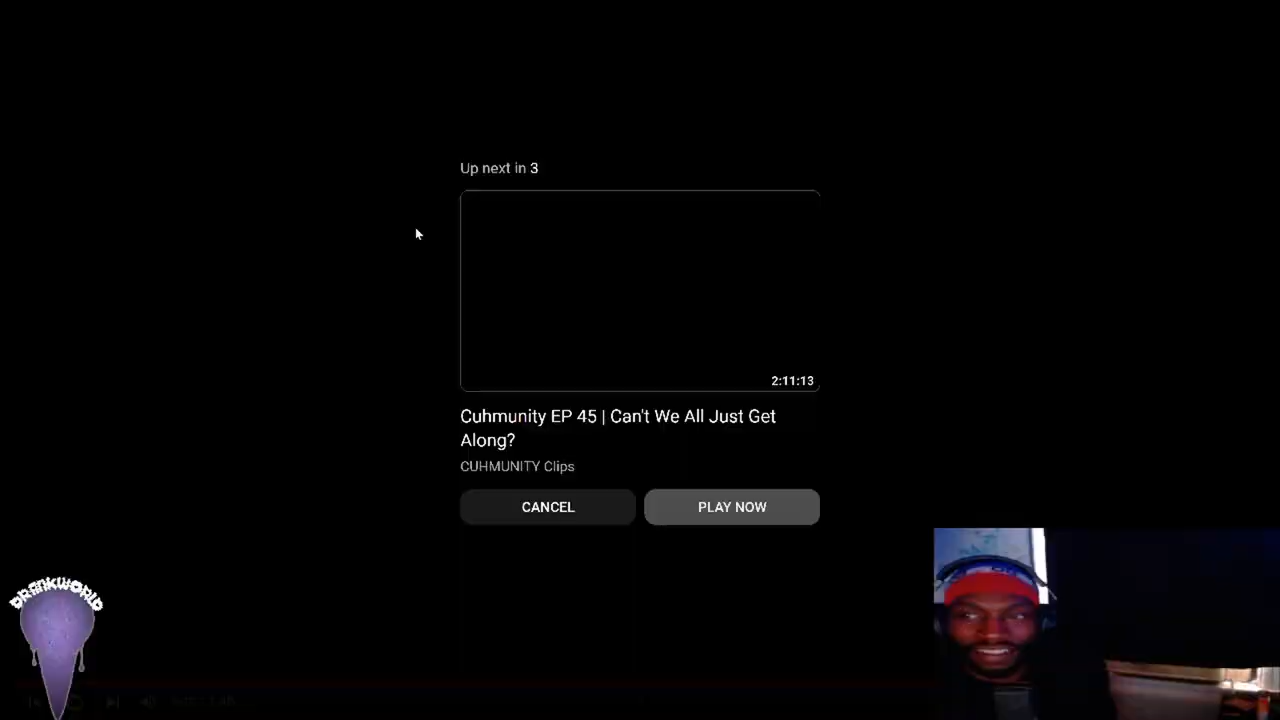 Up next in 3
2:11:13
Cuhmunity EP 45 | Can't We All Just Get
Along?
CUHMUNITY Clips
CANCEL
PLAY NOW
DRANKWORLD